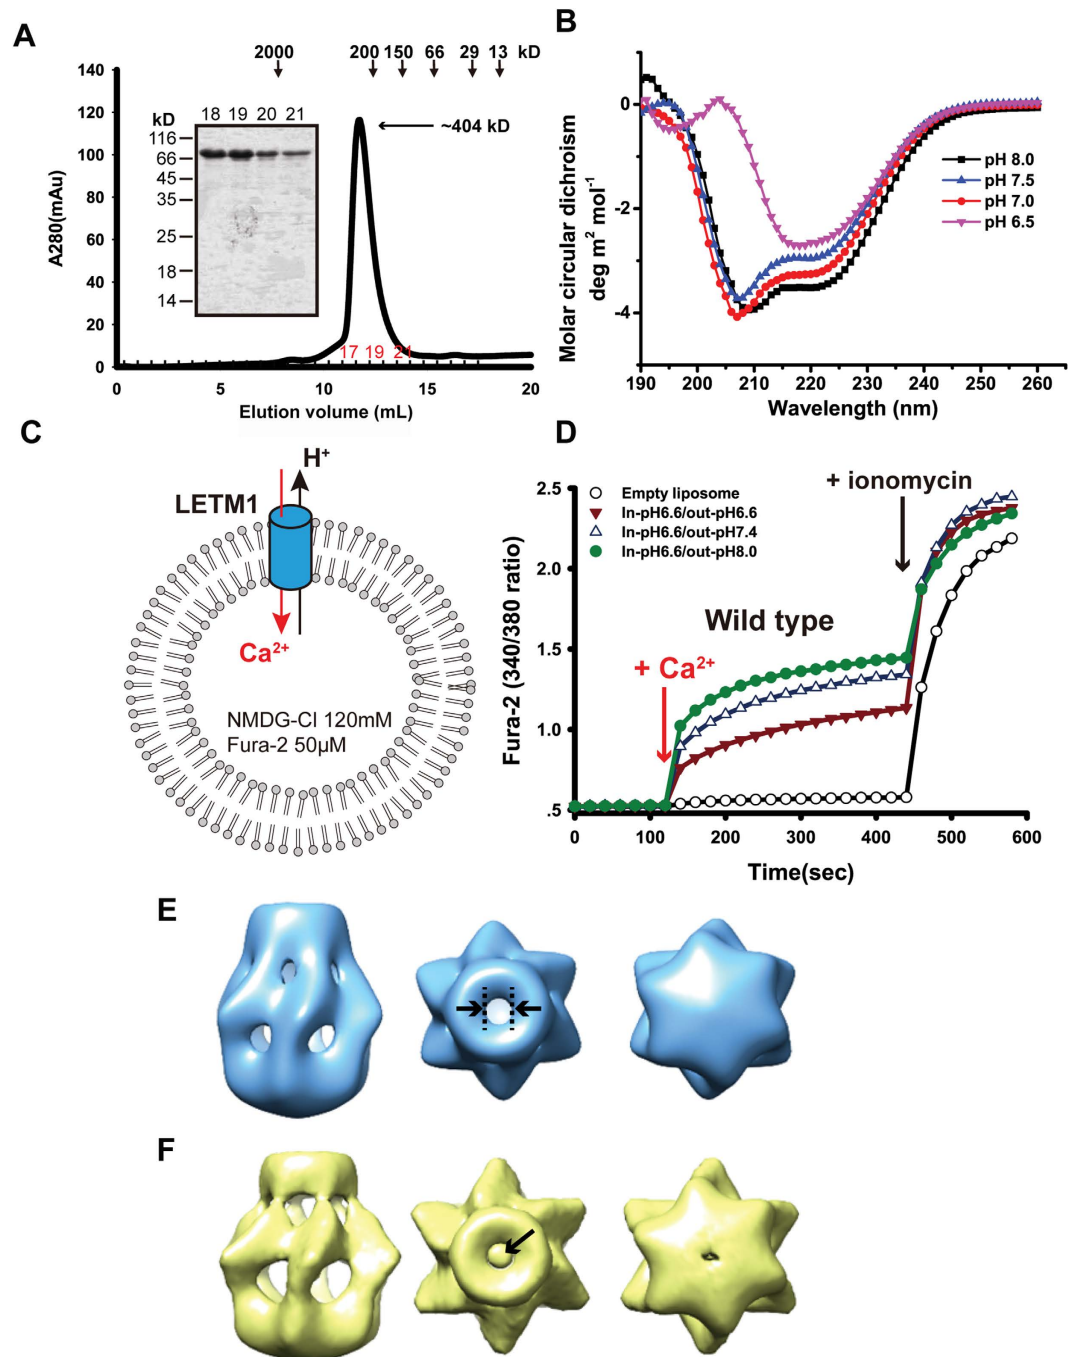 A
2000 200 150 66 29 13 kD
140
120
100
80
60
40
20
0
A280(mAu)
kD
18 19 20 21
116
66
45
35
25
18
14
~404 kD
17 19 21
0 5 10 15 20
Elution volume (mL)
B
0
-2
-4
Molar circular dichroism
deg m² mol⁻¹
pH 8.0
pH 7.5
pH 7.0
pH 6.5
190 200 210 220 230 240 250 260
Wavelength (nm)
C
H⁺
LETM1
Ca²⁺
NMDG-Cl 120mM
Fura-2 50µM
D
2.5
2.0
1.5
1.0
.5
Fura-2 (340/380 ratio)
Empty liposome
In-pH6.6/out-pH6.6
In-pH6.6/out-pH7.4
In-pH6.6/out-pH8.0
+ ionomycin
Wild type
+ Ca²⁺
0 100 200 300 400 500 600
Time(sec)
E
F